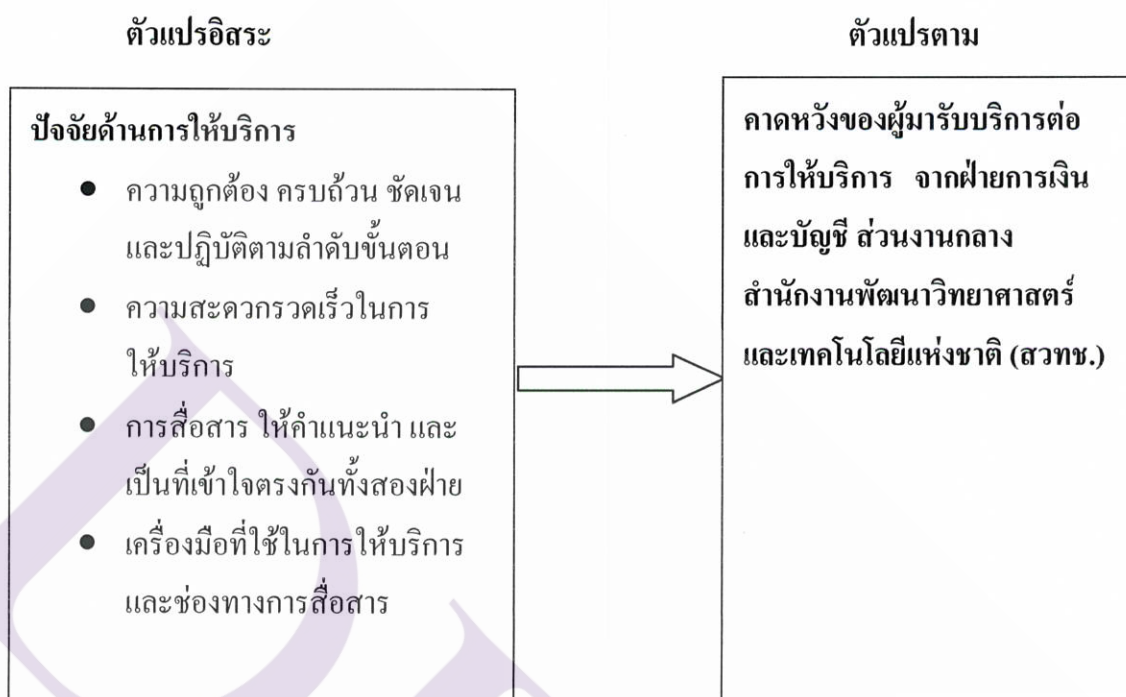 ตัวแปรอิสระ
ตัวแปรตาม
ปัจจัยด้านการให้บริการ
● ความถูกต้อง ครบถ้วน ชัดเจน
และปฏิบัติตามลำดับขั้นตอน
● ความสะดวกรวดเร็วในการ
ให้บริการ
● การสื่อสาร ให้คำแนะนำ และ
เป็นที่เข้าใจตรงกันทั้งสองฝ่าย
● เครื่องมือที่ใช้ในการให้บริการ
และช่องทางการสื่อสาร
คาดหวังของผู้มารับบริการต่อ
การให้บริการ จากฝ่ายการเงิน
และบัญชี ส่วนงานกลาง
สำนักงานพัฒนาวิทยาศาสตร์
และเทคโนโลยีแห่งชาติ (สวทช.)